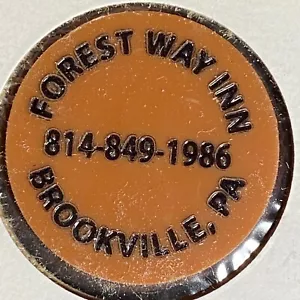 FOREST WAY INN
814-849-1986
BROOKVILLE, PA